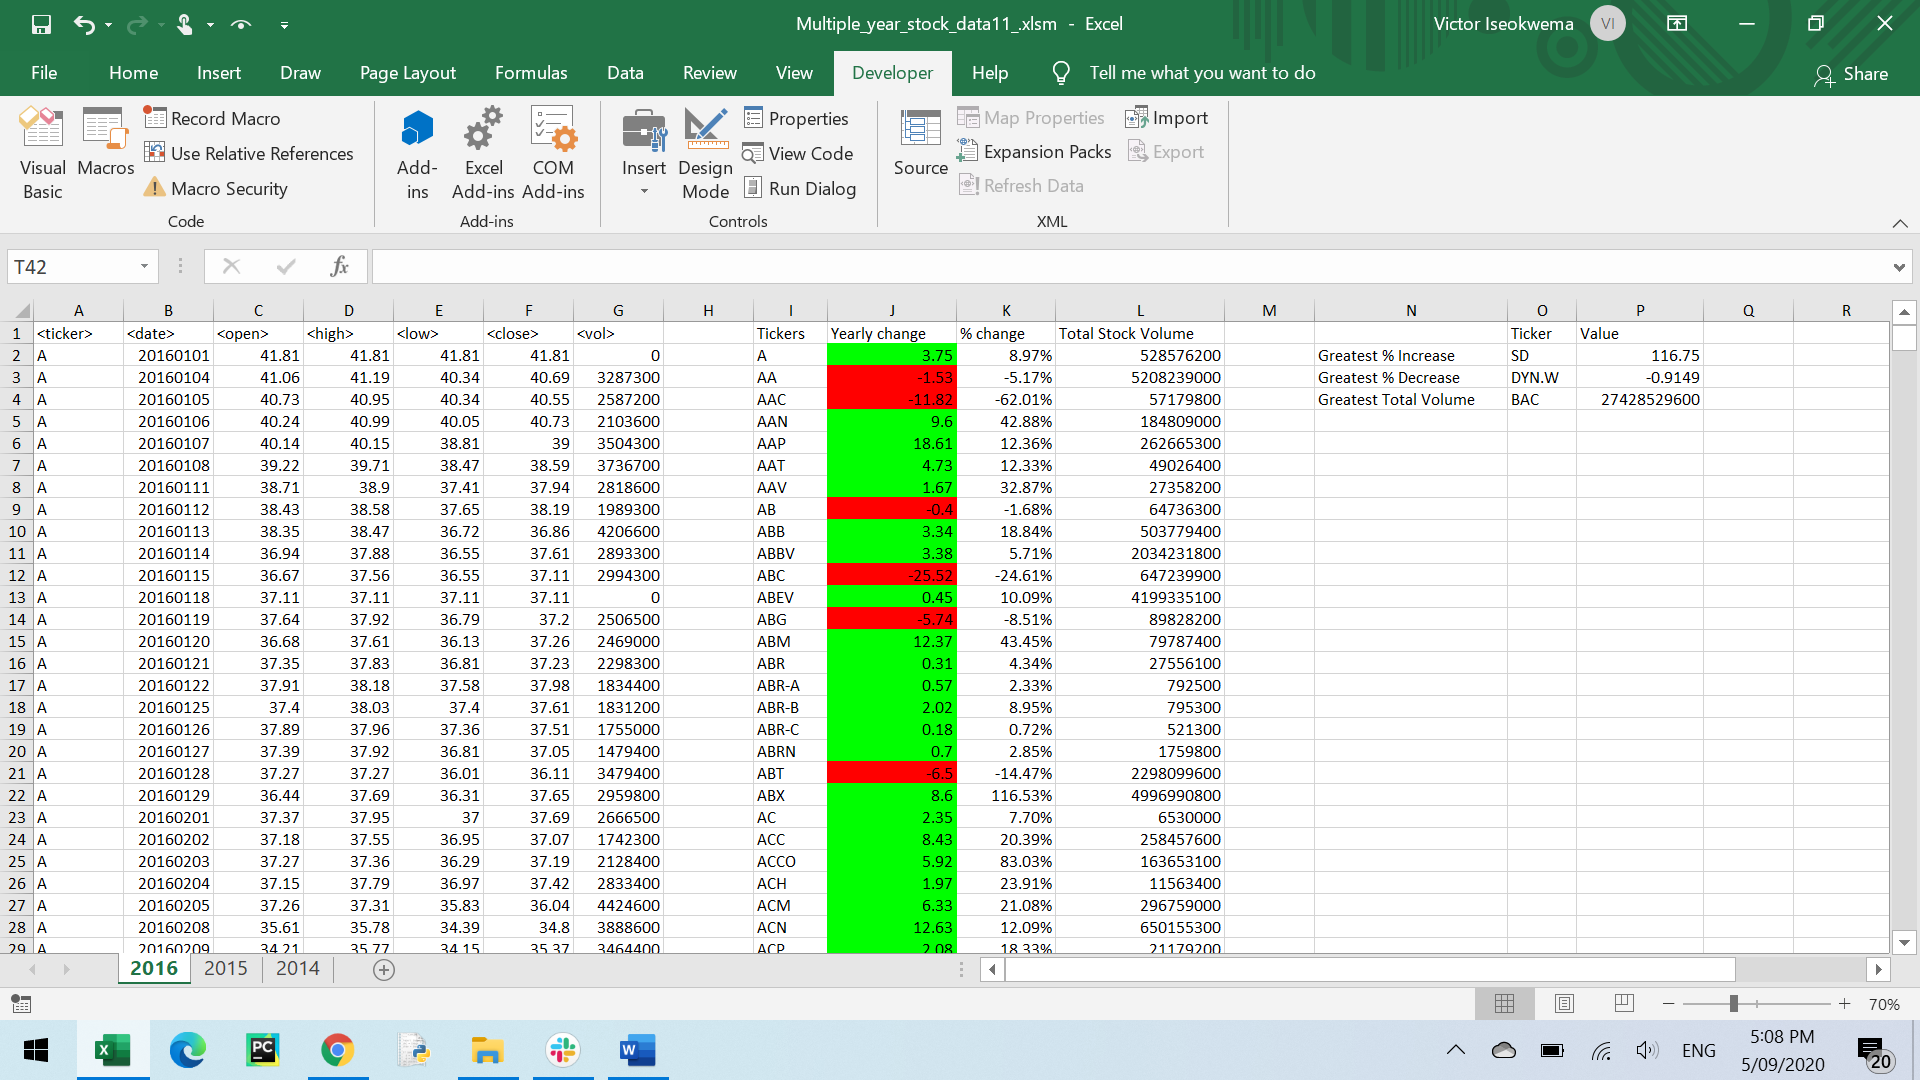 Multiple_year_stock_data11_.xlsm - Excel
Victor Iseokwema VI
File Home Insert Draw Page Layout Formulas Data Review View Developer Help Tell me what you want to do Share
Visual Basic
Macros
Record Macro
Use Relative References
Macro Security
Code
Add-ins
Excel Add-ins
COM Add-ins
Add-ins
Insert
Design Mode
Properties
View Code
Run Dialog
Controls
Source
Map Properties
Expansion Packs
Refresh Data
Import
Export
XML
T42 fx
A B C D E F G H I J K L M N O P Q R
1 <ticker> <date> <open> <high> <low> <close> <vol> Tickers Yearly change % change Total Stock Volume Ticker Value
2 A 20160101 41.81 41.81 41.81 41.81 0 A 3.75 8.97% 528576200 Greatest % Increase SD 116.75
3 A 20160104 41.06 41.19 40.34 40.69 3287300 AA -1.53 -5.17% 5208239000 Greatest % Decrease DYN.W -0.9149
4 A 20160105 40.73 40.95 40.34 40.55 2587200 AAC -11.82 -62.01% 57179800 Greatest Total Volume BAC 27428529600
5 A 20160106 40.24 40.99 40.05 40.73 2103600 AAN 9.6 42.88% 184809000
6 A 20160107 40.14 40.15 38.81 39 3504300 AAP 18.61 12.36% 262665300
7 A 20160108 39.22 39.71 38.47 38.59 3736700 AAT 4.73 12.33% 49026400
8 A 20160111 38.71 38.9 37.41 37.94 2818600 AAV 1.67 32.87% 27358200
9 A 20160112 38.43 38.58 37.65 38.19 1989300 AB -0.4 -1.68% 64736300
10 A 20160113 38.35 38.47 36.72 36.86 4206600 ABB 3.34 18.84% 503779400
11 A 20160114 36.94 37.88 36.55 37.61 2893300 ABBV 3.38 5.71% 2034231800
12 A 20160115 36.67 37.56 36.55 37.11 2994300 ABC -25.52 -24.61% 647239900
13 A 20160118 37.11 37.11 37.11 37.11 0 ABEV 0.45 10.09% 4199335100
14 A 20160119 37.64 37.92 36.79 37.2 2506500 ABG -5.74 -8.51% 89828200
15 A 20160120 36.68 37.61 36.13 37.26 2469000 ABM 12.37 43.45% 79787400
16 A 20160121 37.35 37.83 36.81 37.23 2298300 ABR 0.31 4.34% 27556100
17 A 20160122 37.91 38.18 37.58 37.98 1834400 ABR-A 0.57 2.33% 792500
18 A 20160125 37.4 38.03 37.4 37.61 1831200 ABR-B 2.02 8.95% 795300
19 A 20160126 37.89 37.96 37.36 37.51 1755000 ABR-C 0.18 0.72% 521300
20 A 20160127 37.39 37.92 36.81 37.05 1479400 ABRN 0.7 2.85% 1759800
21 A 20160128 37.27 37.27 36.01 36.11 3479400 ABT -6.5 -14.47% 2298099600
22 A 20160129 36.44 37.69 36.31 37.65 2959800 ABX 8.6 116.53% 4996990800
23 A 20160201 37.37 37.95 37 37.69 2666500 AC 2.35 7.70% 6530000
24 A 20160202 37.18 37.55 36.95 37.07 1742300 ACC 8.43 20.39% 258457600
25 A 20160203 37.27 37.36 36.29 37.19 2128400 ACCO 5.92 83.03% 163653100
26 A 20160204 37.15 37.79 36.97 37.42 2833400 ACH 1.97 23.91% 11563400
27 A 20160205 37.26 37.31 35.83 36.04 4424600 ACM 6.33 21.08% 296759000
28 A 20160208 35.61 35.78 34.39 34.8 3888600 ACN 12.63 12.09% 650155300
29 A 20160209 34.21 35.77 34.15 35.37 3464400 ACP 2.08 18.33% 21179200
2016 2015 2014
70%
ENG
5:08 PM
5/09/2020
20